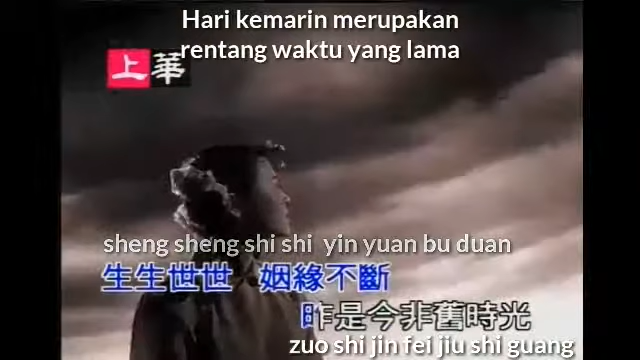 Hari kemarin merupakan
rentang waktu yang lama
上華
sheng sheng shi shi yin yuan bu duan
生生世世 姻緣不斷
昨是今非舊時光
zuo shi jin fei jiu shi guang